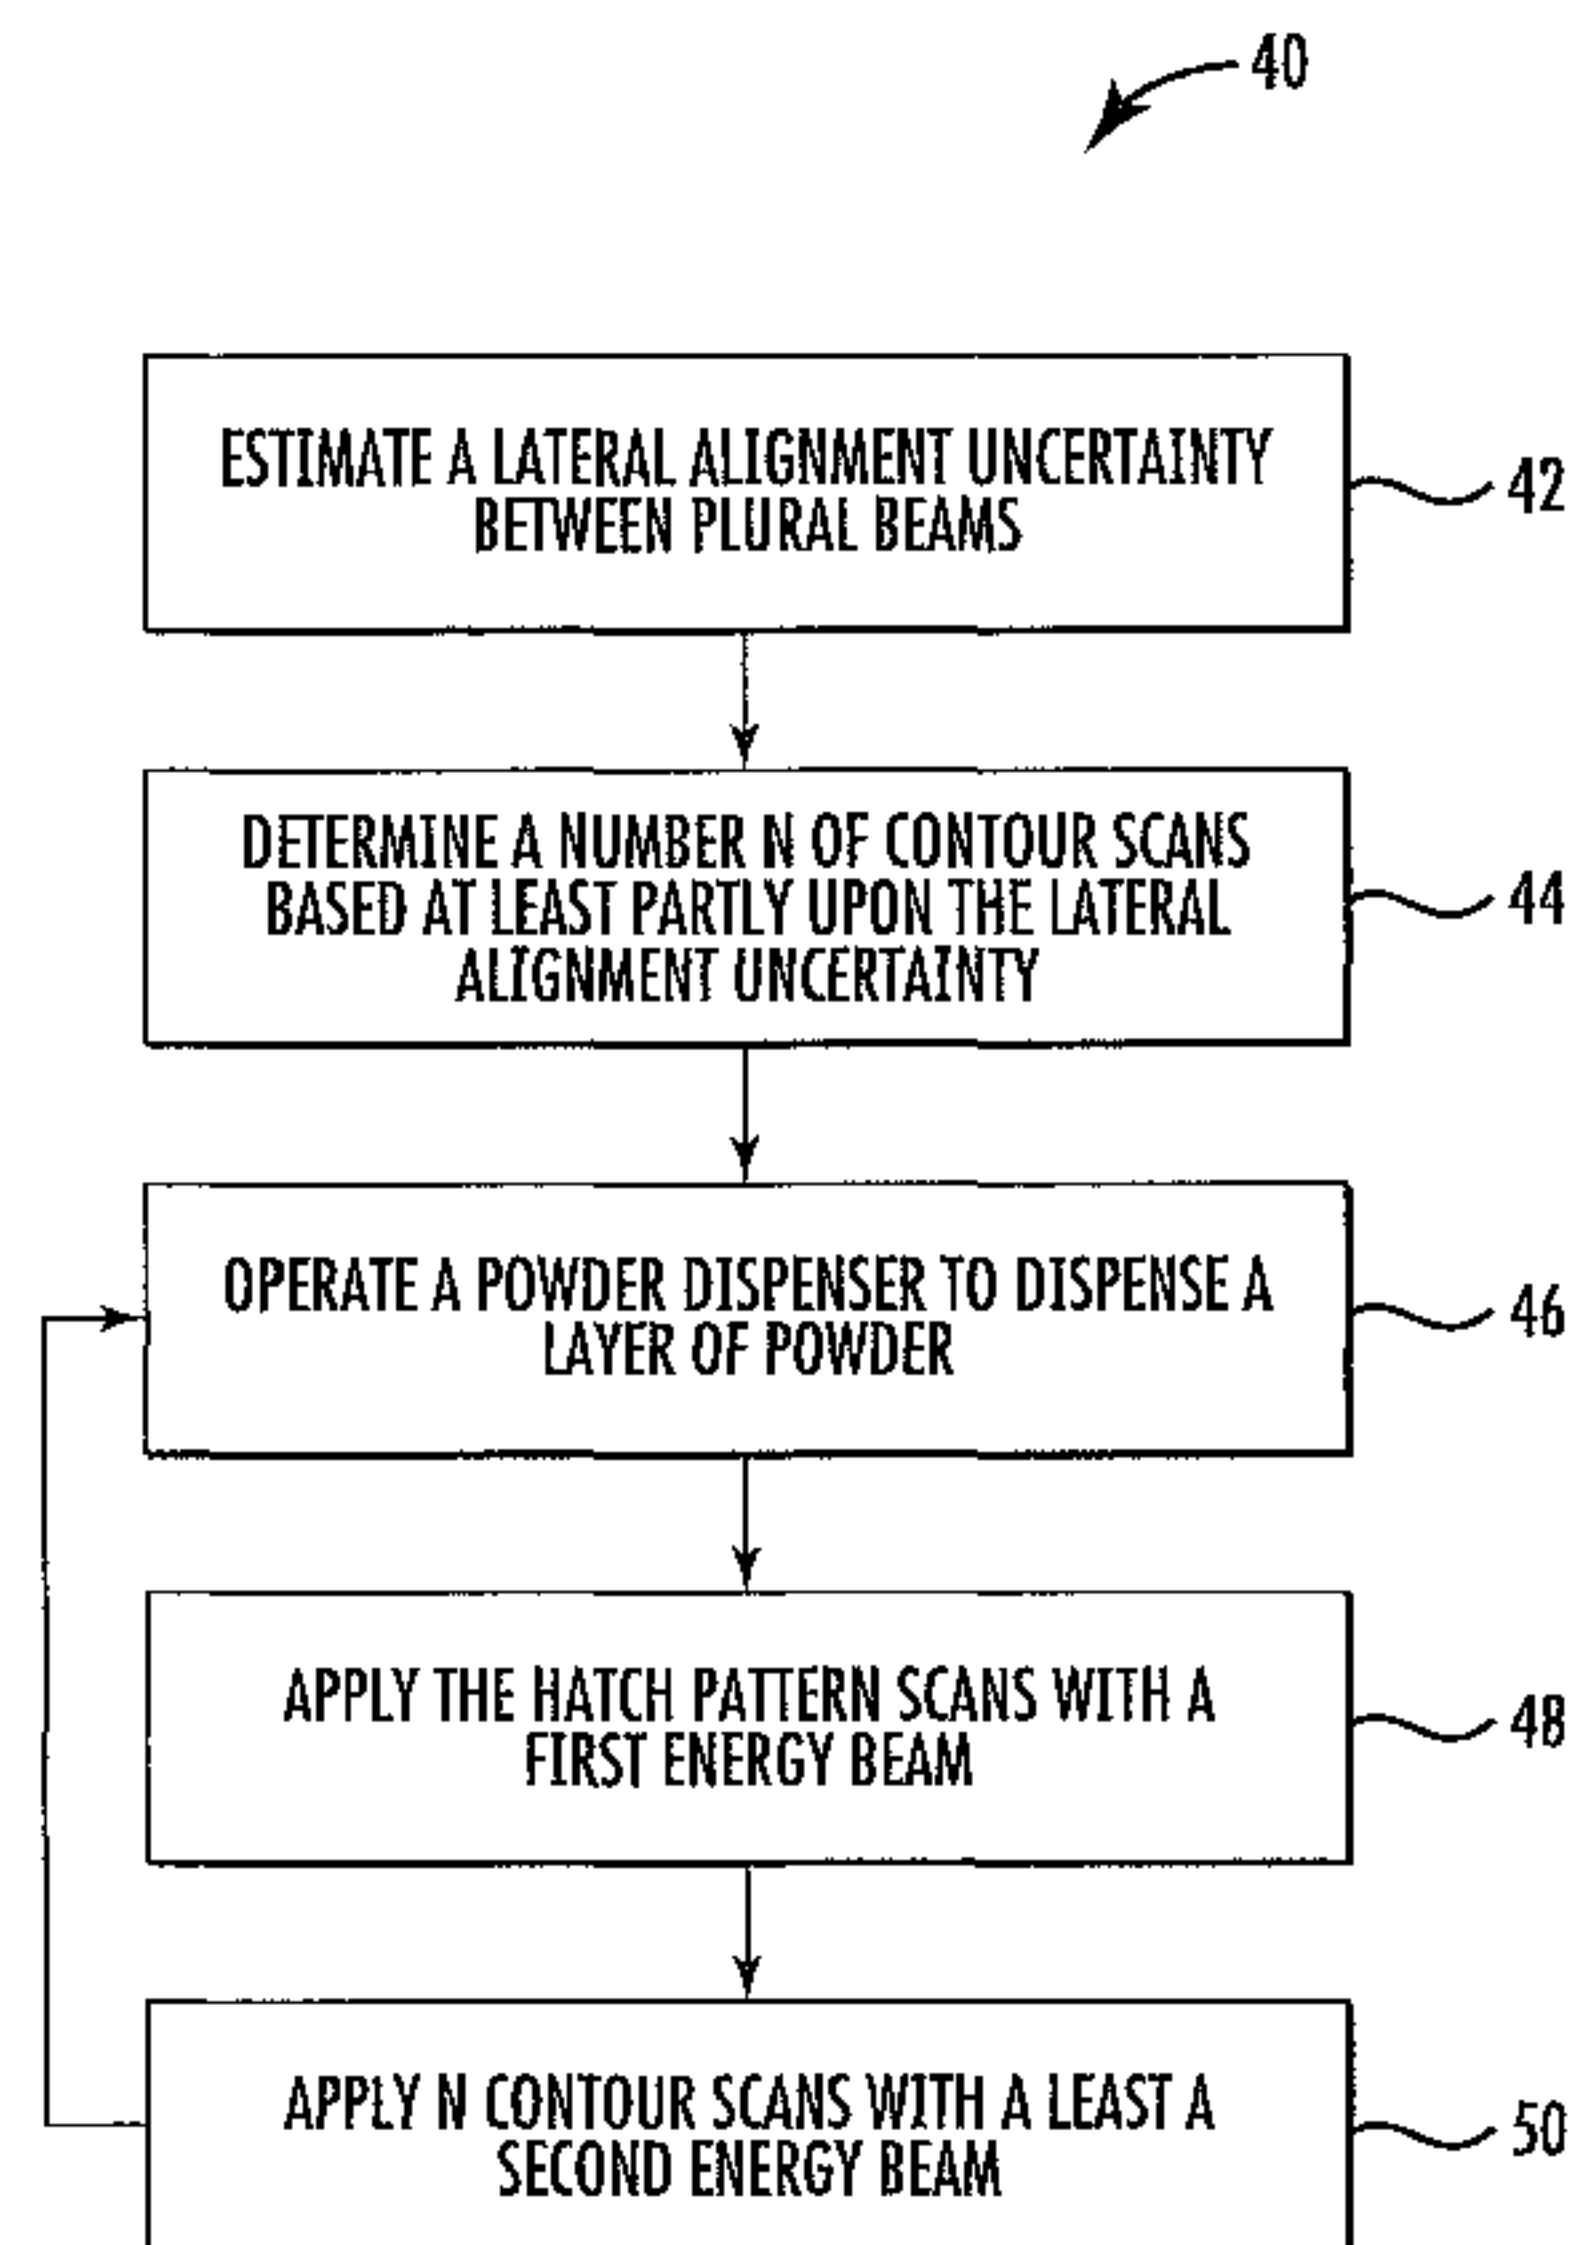 40
ESTIMATE A LATERAL ALIGNMENT UNCERTAINTY
BETWEEN PLURAL BEAMS
42
DETERMINE A NUMBER N OF CONTOUR SCANS
BASED AT LEAST PARTLY UPON THE LATERAL
ALIGNMENT UNCERTAINTY
44
OPERATE A POWDER DISPENSER TO DISPENSE A
LAYER OF POWDER
46
APPLY THE HATCH PATTERN SCANS WITH A
FIRST ENERGY BEAM
48
APPLY N CONTOUR SCANS WITH A LEAST A
SECOND ENERGY BEAM
50